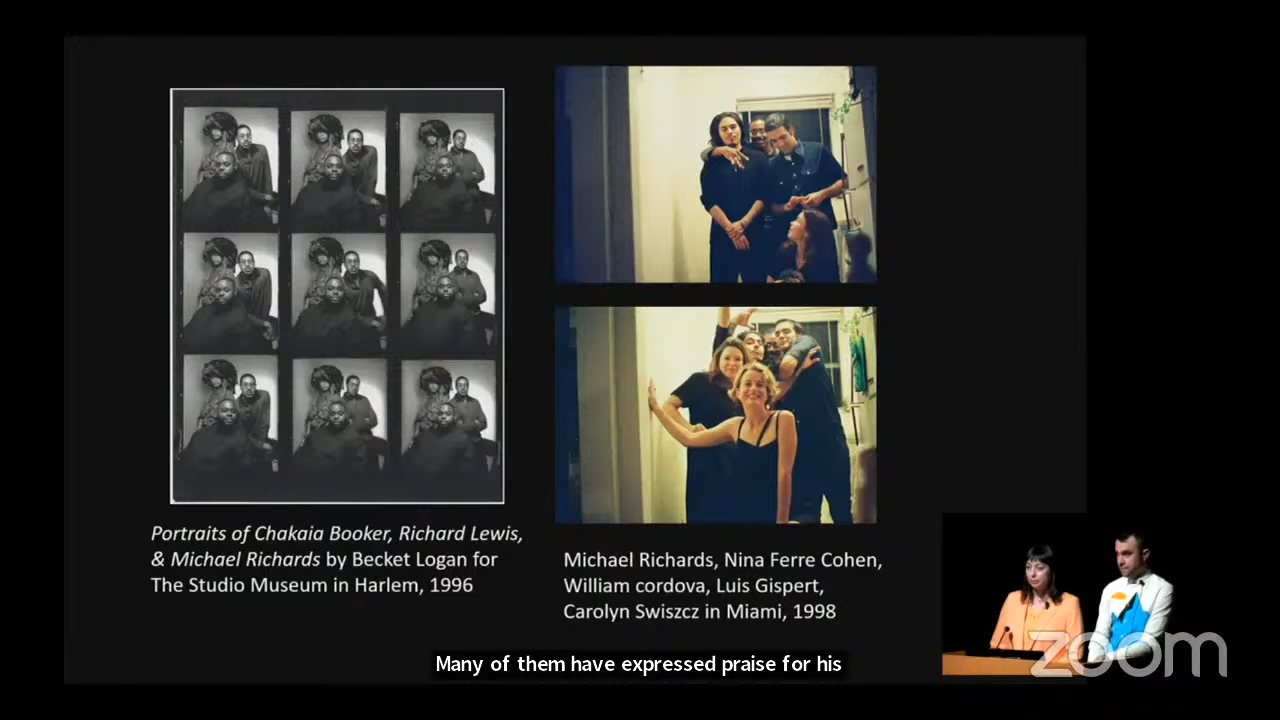 Portraits of Chakaia Booker, Richard Lewis,
& Michael Richards by Becket Logan for
The Studio Museum in Harlem, 1996
Michael Richards, Nina Ferre Cohen,
William cordova, Luis Gispert,
Carolyn Swiszcz in Miami, 1998
Many of them have expressed praise for his
zoom